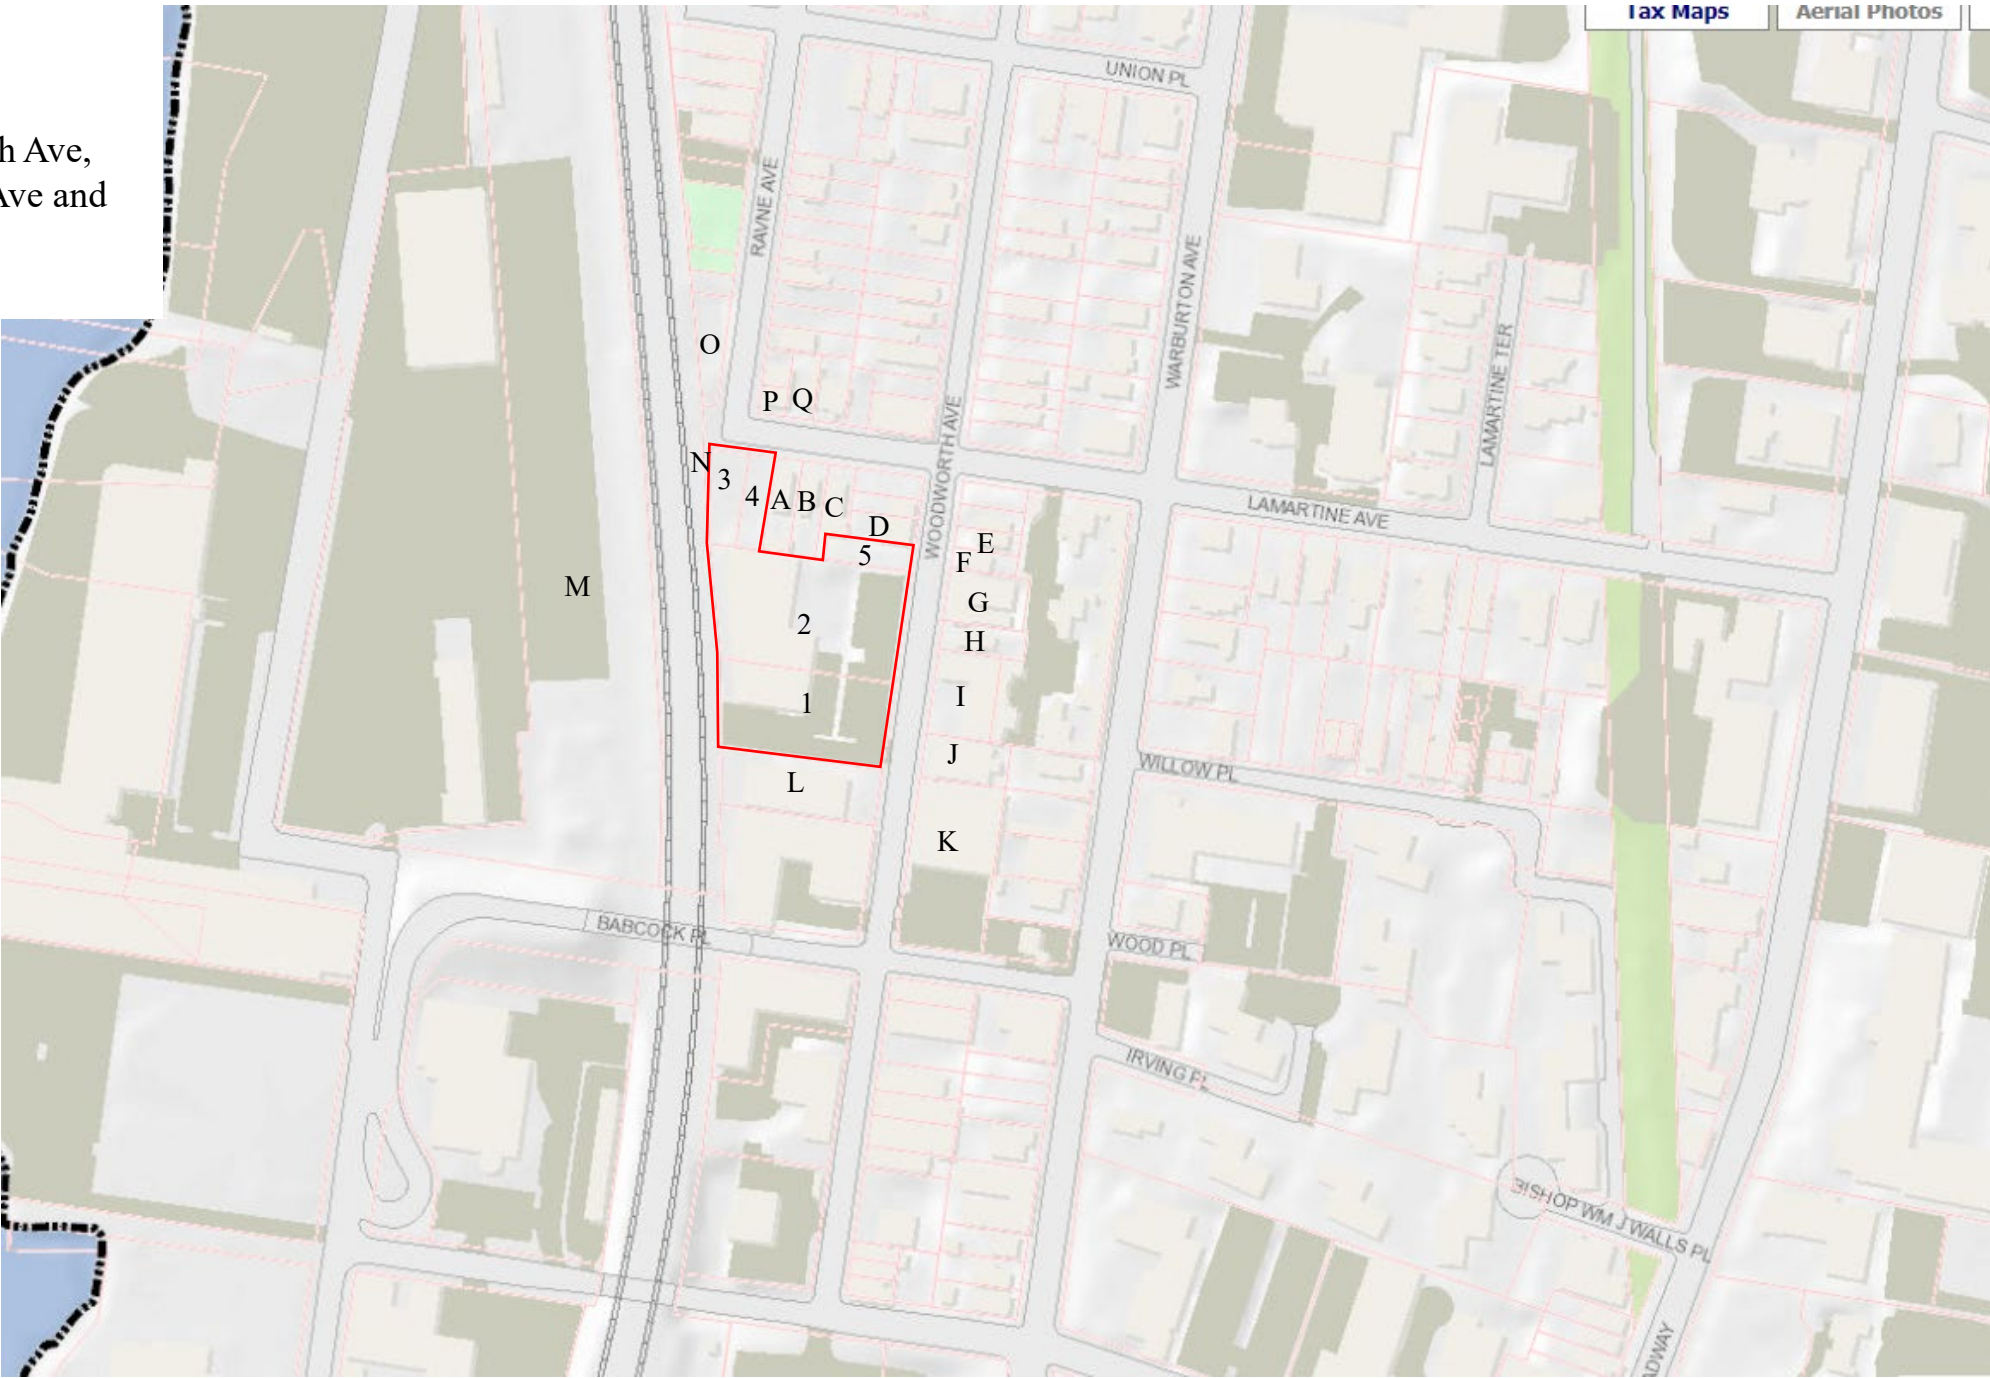 Tax Maps
Aerial Photos
h Ave,
Ave and
UNION PL
RAVNE AVE
WARBURTON AVE
LAMARTINE TER
WOODWORTH AVE
LAMARTINE AVE
O
P
Q
N
3
4
A
B
C
D
5
E
F
M
2
G
H
1
I
J
L
K
WILLOW PL
BABCOCK PL
WOOD PL
IRVING PL
BISHOP WM J WALLS PL
ADWAY